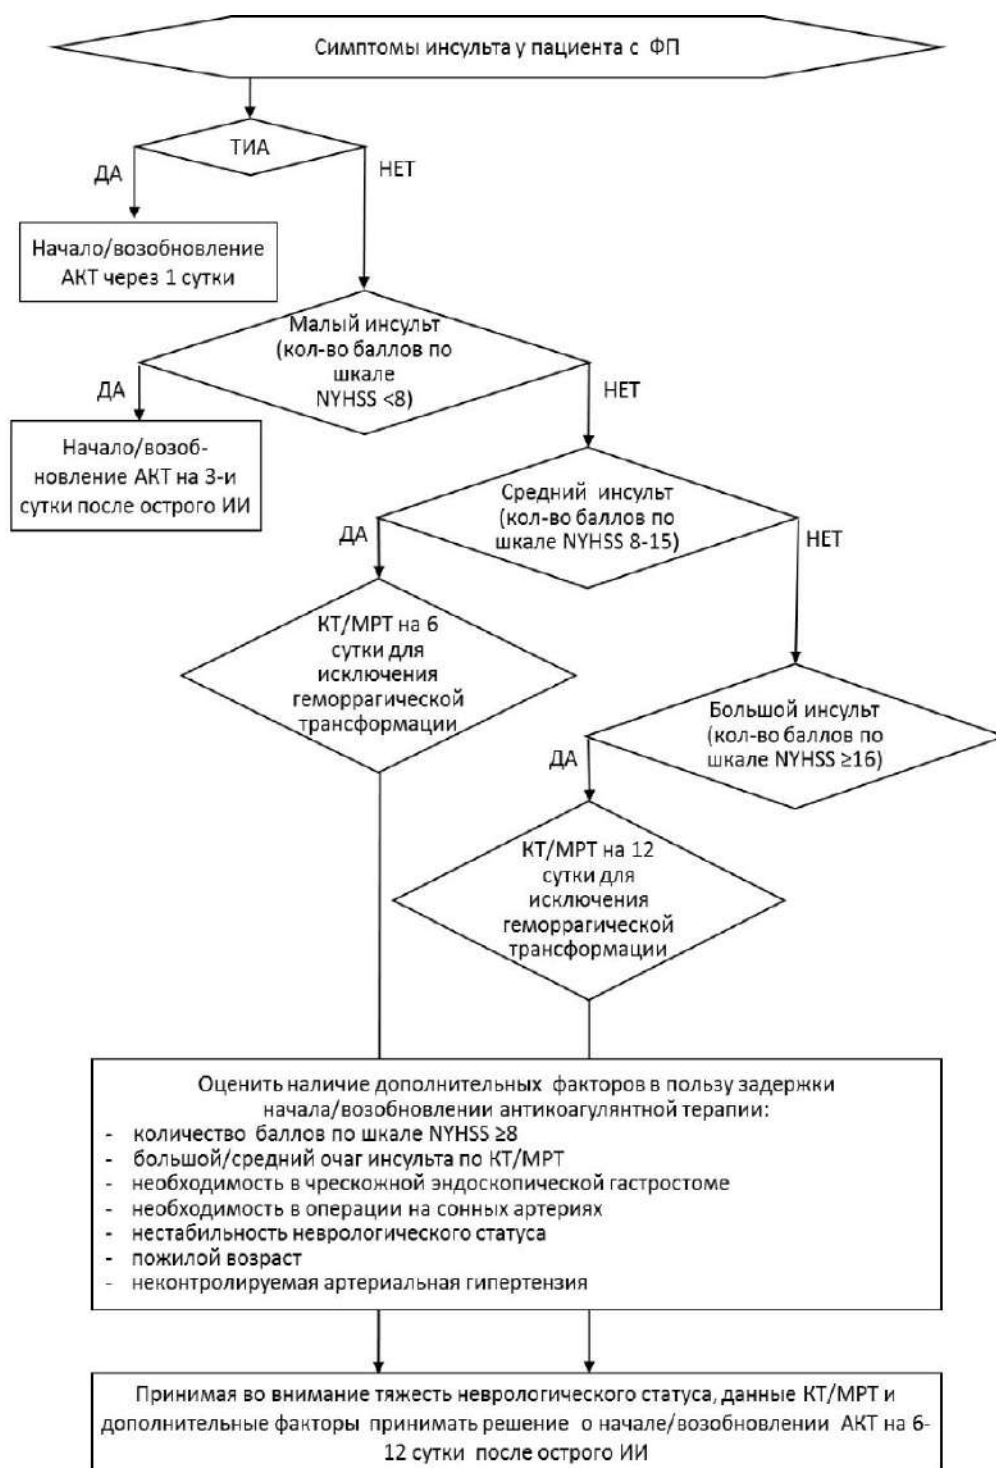 Симптомы инсульта у пациента с ФП
ТИА
ДА
НЕТ
Начало/возобновление
АКТ через 1 сутки
Малый инсульт
(кол-во баллов по
шкале
NYHSS <8)
ДА
НЕТ
Начало/возоб-
новление АКТ на 3-и
сутки после острого ИИ
Средний инсульт
(кол-во баллов по
шкале NYHSS 8-15)
ДА
НЕТ
КТ/МРТ на 6
сутки для
исключения
геморрагической
трансформации
Большой инсульт
(кол-во баллов по
шкале NYHSS ≥16)
ДА
КТ/МРТ на 12
сутки для
исключения
геморрагической
трансформации
Оценить наличие дополнительных факторов в пользу задержки
начала/возобновлении антикоагулянтной терапии:
- количество баллов по шкале NYHSS ≥8
- большой/средний очаг инсульта по КТ/МРТ
- необходимость в чрескожной эндоскопической гастростоме
- необходимость в операции на сонных артериях
- нестабильность неврологического статуса
- пожилой возраст
- неконтролируемая артериальная гипертензия
Принимая во внимание тяжесть неврологического статуса, данные КТ/МРТ и
дополнительные факторы принимать решение о начале/возобновлении АКТ на 6-
12 сутки после острого ИИ